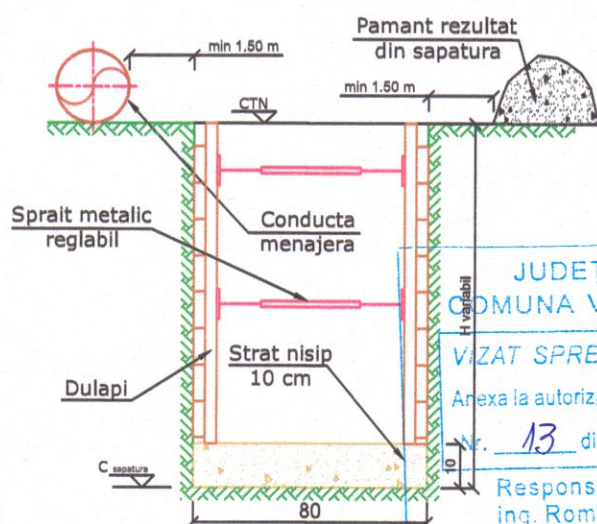 Pamant rezultat
din sapatura
min 1.50 m
min 1.50 m
CTN
Sprait metalic
reglabil
Conducta
menajera
H variabil
Strat nisip
10 cm
Dulapi
C sapatura
10
80
JUDEȚ
COMUNA V
VIZAT SPRE
Anexa la autoriz
Nr. 13 di
Respons
ing. Rom